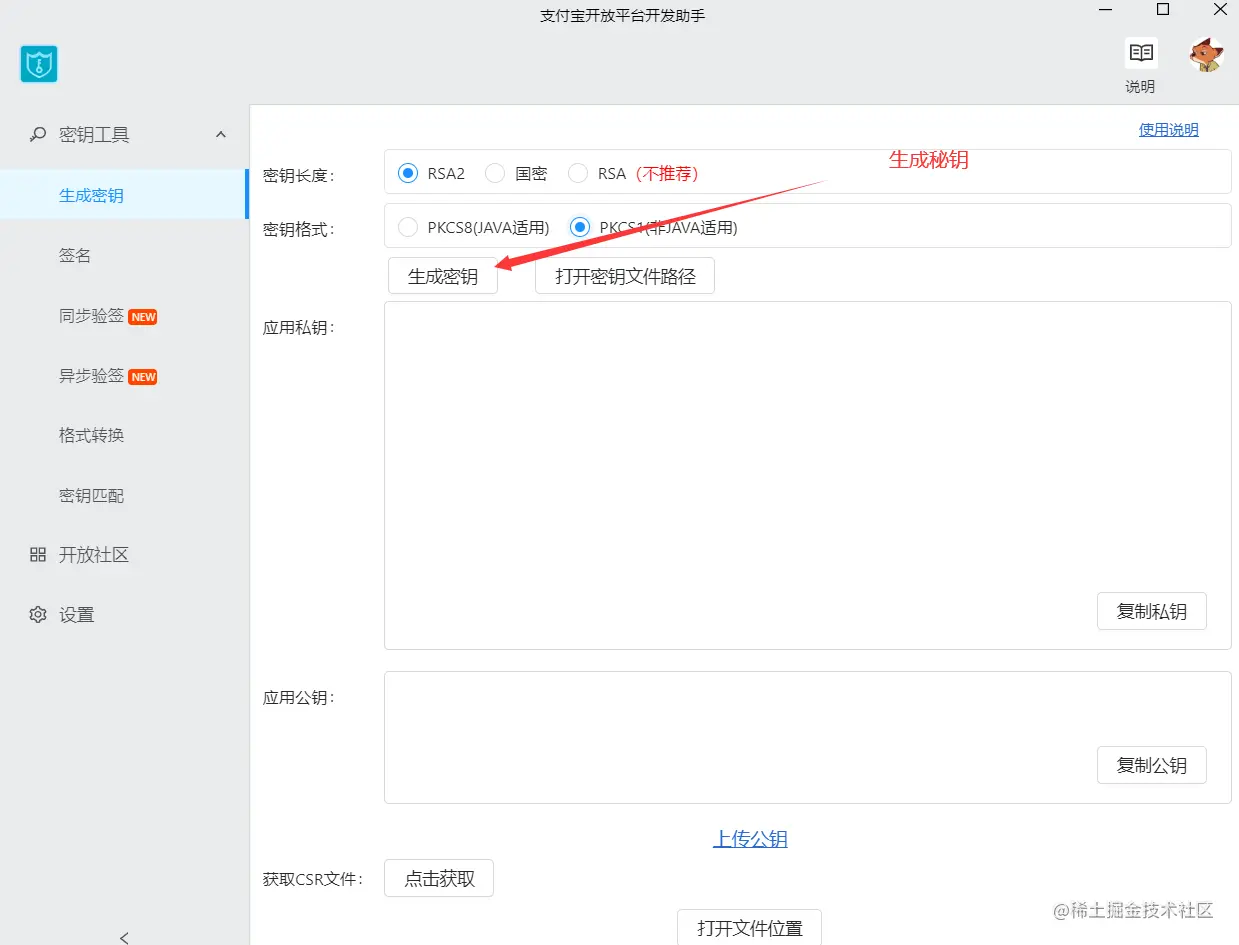 支付宝开放平台开发助手
说明
密钥工具
使用说明
生成秘钥
密钥长度：
RSA2
国密
RSA（不推荐）
生成密钥
密钥格式：
PKCS8(JAVA适用)
PKCS1(非JAVA适用)
签名
生成密钥
打开密钥文件路径
同步验签 NEW
应用私钥：
异步验签 NEW
格式转换
密钥匹配
开放社区
设置
复制私钥
应用公钥：
复制公钥
上传公钥
获取CSR文件：
点击获取
@稀土掘金技术社区
打开文件位置